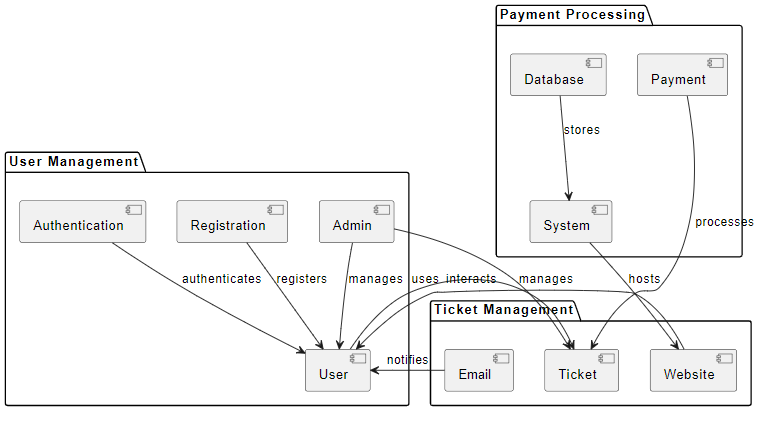 Payment Processing
Database
Payment
stores
User Management
Authentication
Registration
Admin
System
processes
authenticates
registers
manages
uses
interacts
manages
hosts
Ticket Management
User
notifies
Email
Ticket
Website